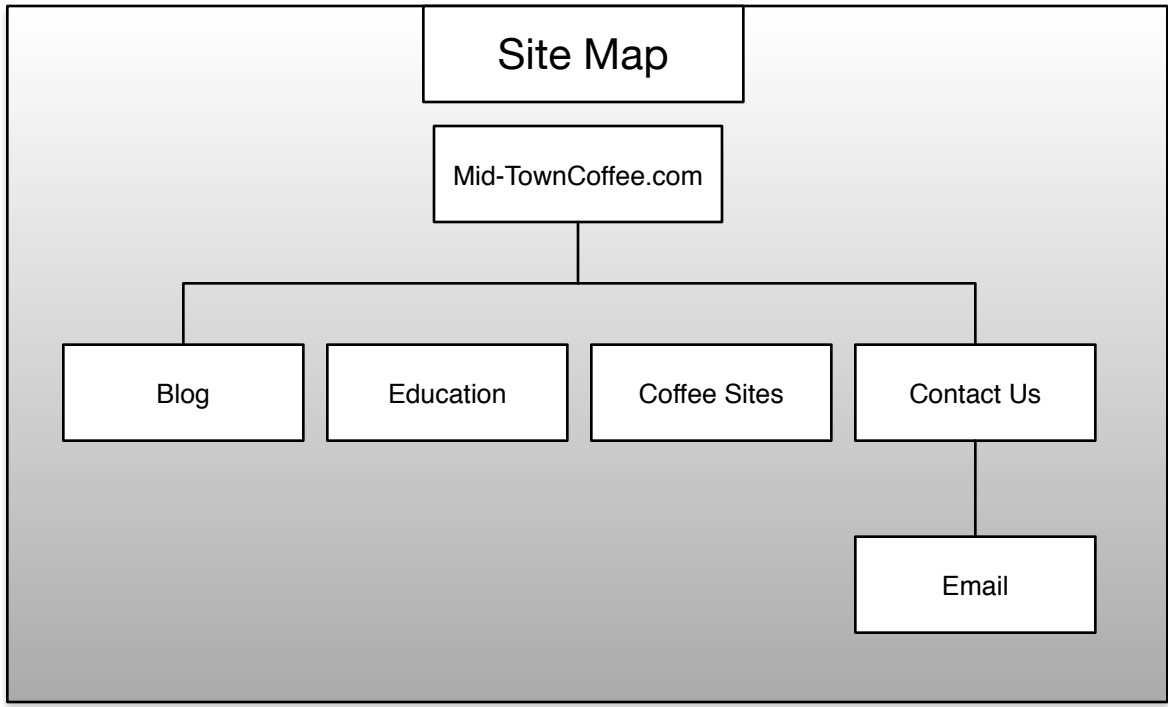 Site Map
Mid-TownCoffee.com
Blog
Education
Coffee Sites
Contact Us
Email